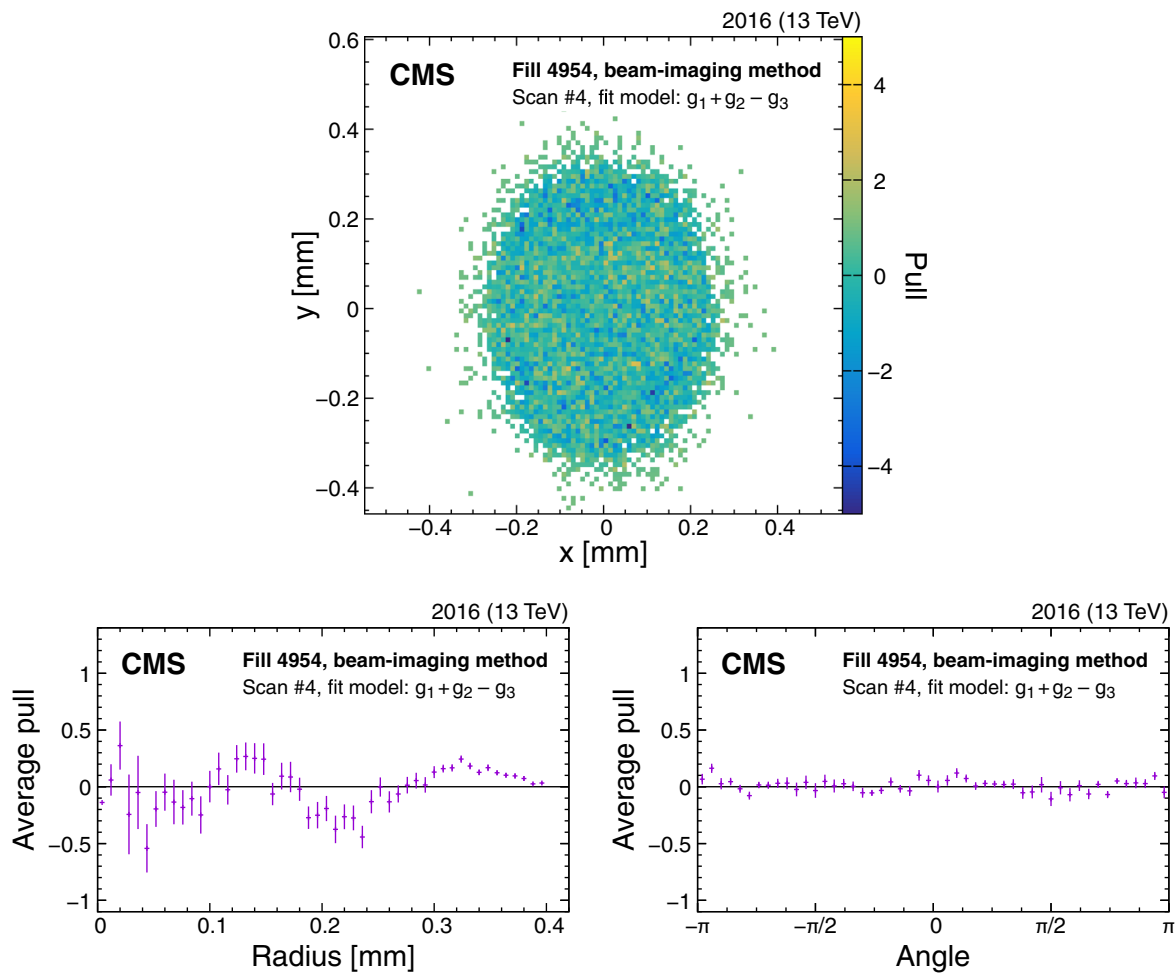 2016 (13 TeV)
CMS
Fill 4954, beam-imaging method
Scan #4, fit model: g₁+g₂ − g₃
0.6
0.4
0.2
0
−0.2
−0.4
y [mm]
−0.4 −0.2 0 0.2 0.4
x [mm]
4
2
0
−2
−4
Pull
2016 (13 TeV)
CMS
Fill 4954, beam-imaging method
Scan #4, fit model: g₁+g₂ − g₃
1
0.5
0
−0.5
−1
Average pull
0 0.1 0.2 0.3 0.4
Radius [mm]
2016 (13 TeV)
CMS
Fill 4954, beam-imaging method
Scan #4, fit model: g₁+g₂ − g₃
1
0.5
0
−0.5
−1
Average pull
−π −π/2 0 π/2 π
Angle